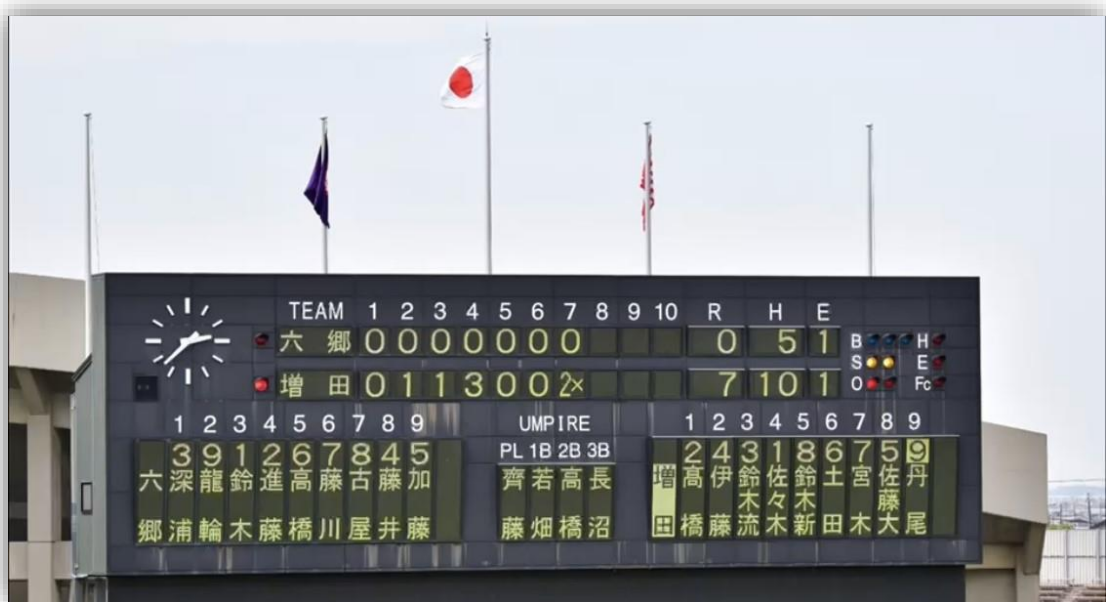 TEAM 1 2 3 4 5 6 7 8 9 10 R H E
六郷 0 0 0 0 0 0 0 0 5 1 B H
増田 0 1 1 3 0 0 2× 7 10 1 S E
O Fc
1 2 3 4 5 6 7 8 9
六郷
3 深浦
9 龍輪
1 鈴木
2 進藤
6 高橋
7 藤川
8 古屋
4 藤井
5 加藤
UMPIRE
PL 1B 2B 3B
齊藤 若畑 高橋 長沼
1 2 3 4 5 6 7 8 9
増田
2 髙橋
4 伊藤
3 鈴木流
1 佐々木
8 鈴木新
6 土田
7 宮木
5 佐藤大
9 丹尾